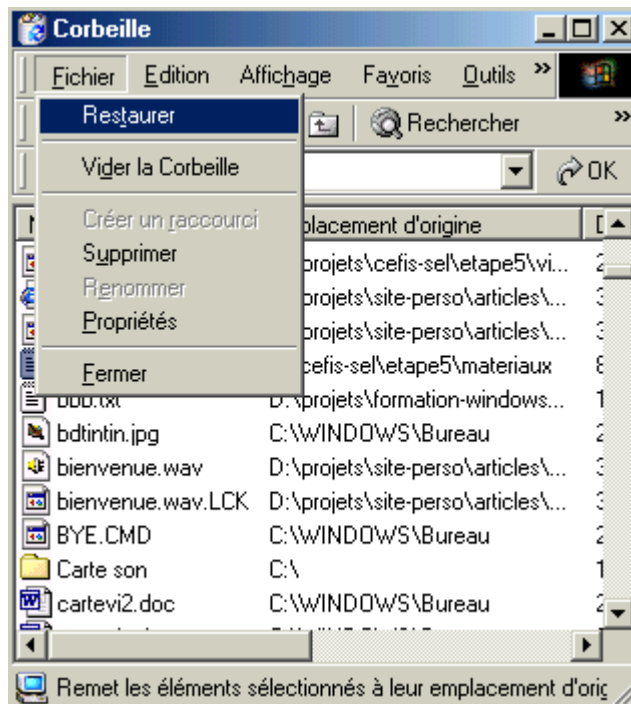 Corbeille
Fichier Edition Affichage Favoris Outils »
Restaurer
Rechercher »
Vider la Corbeille
OK
Créer un raccourci
Supprimer
Renommer
Propriétés
Fermer
d'origine
projets\cefis-sel\etape5\vi...
projets\site-perso\articles\...
projets\site-perso\articles\...
cefis-sel\etape5\materiaux
bbb.txt D:\projets\formation-windows...
bdtintin.jpg C:\WINDOWS\Bureau
bienvenue.wav D:\projets\site-perso\articles\...
bienvenue.wav.LCK D:\projets\site-perso\articles\...
BYE.CMD C:\WINDOWS\Bureau
Carte son C:\
cartevi2.doc C:\WINDOWS\Bureau
Remet les éléments sélectionnés à leur emplacement d'orig